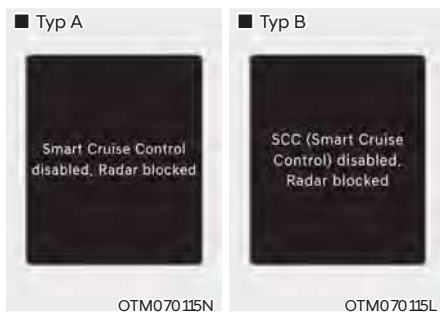 ■ Typ A
Smart Cruise Control
disabled, Radar blocked
OTM070115N
■ Typ B
SCC (Smart Cruise
Control) disabled,
Radar blocked
OTM070115L